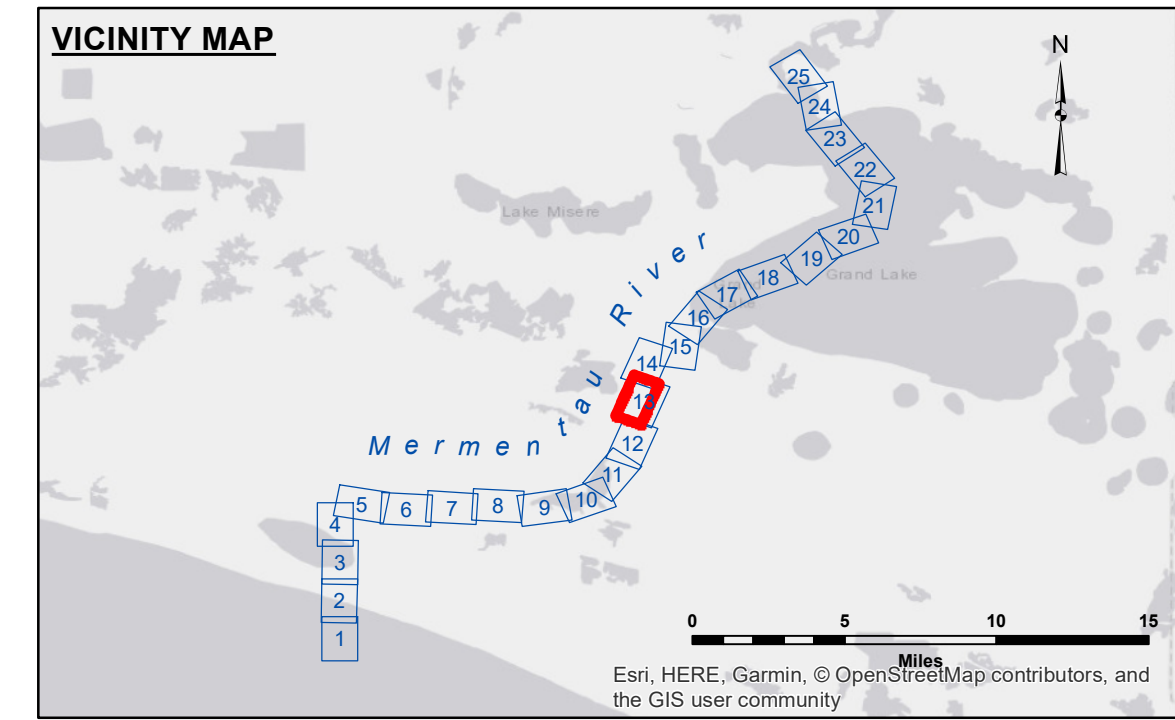 VICINITY MAP
N
25
24
23
22
21
20
19
18
17
16
15
14
13
12
11
10
9
8
7
6
5
4
3
2
1
Lake Misere
Grand Lake
Grand
Mermentau River
0 5 10 15
Miles
Esri, HERE, Garmin, © OpenStreetMap contributors, and
the GIS user community